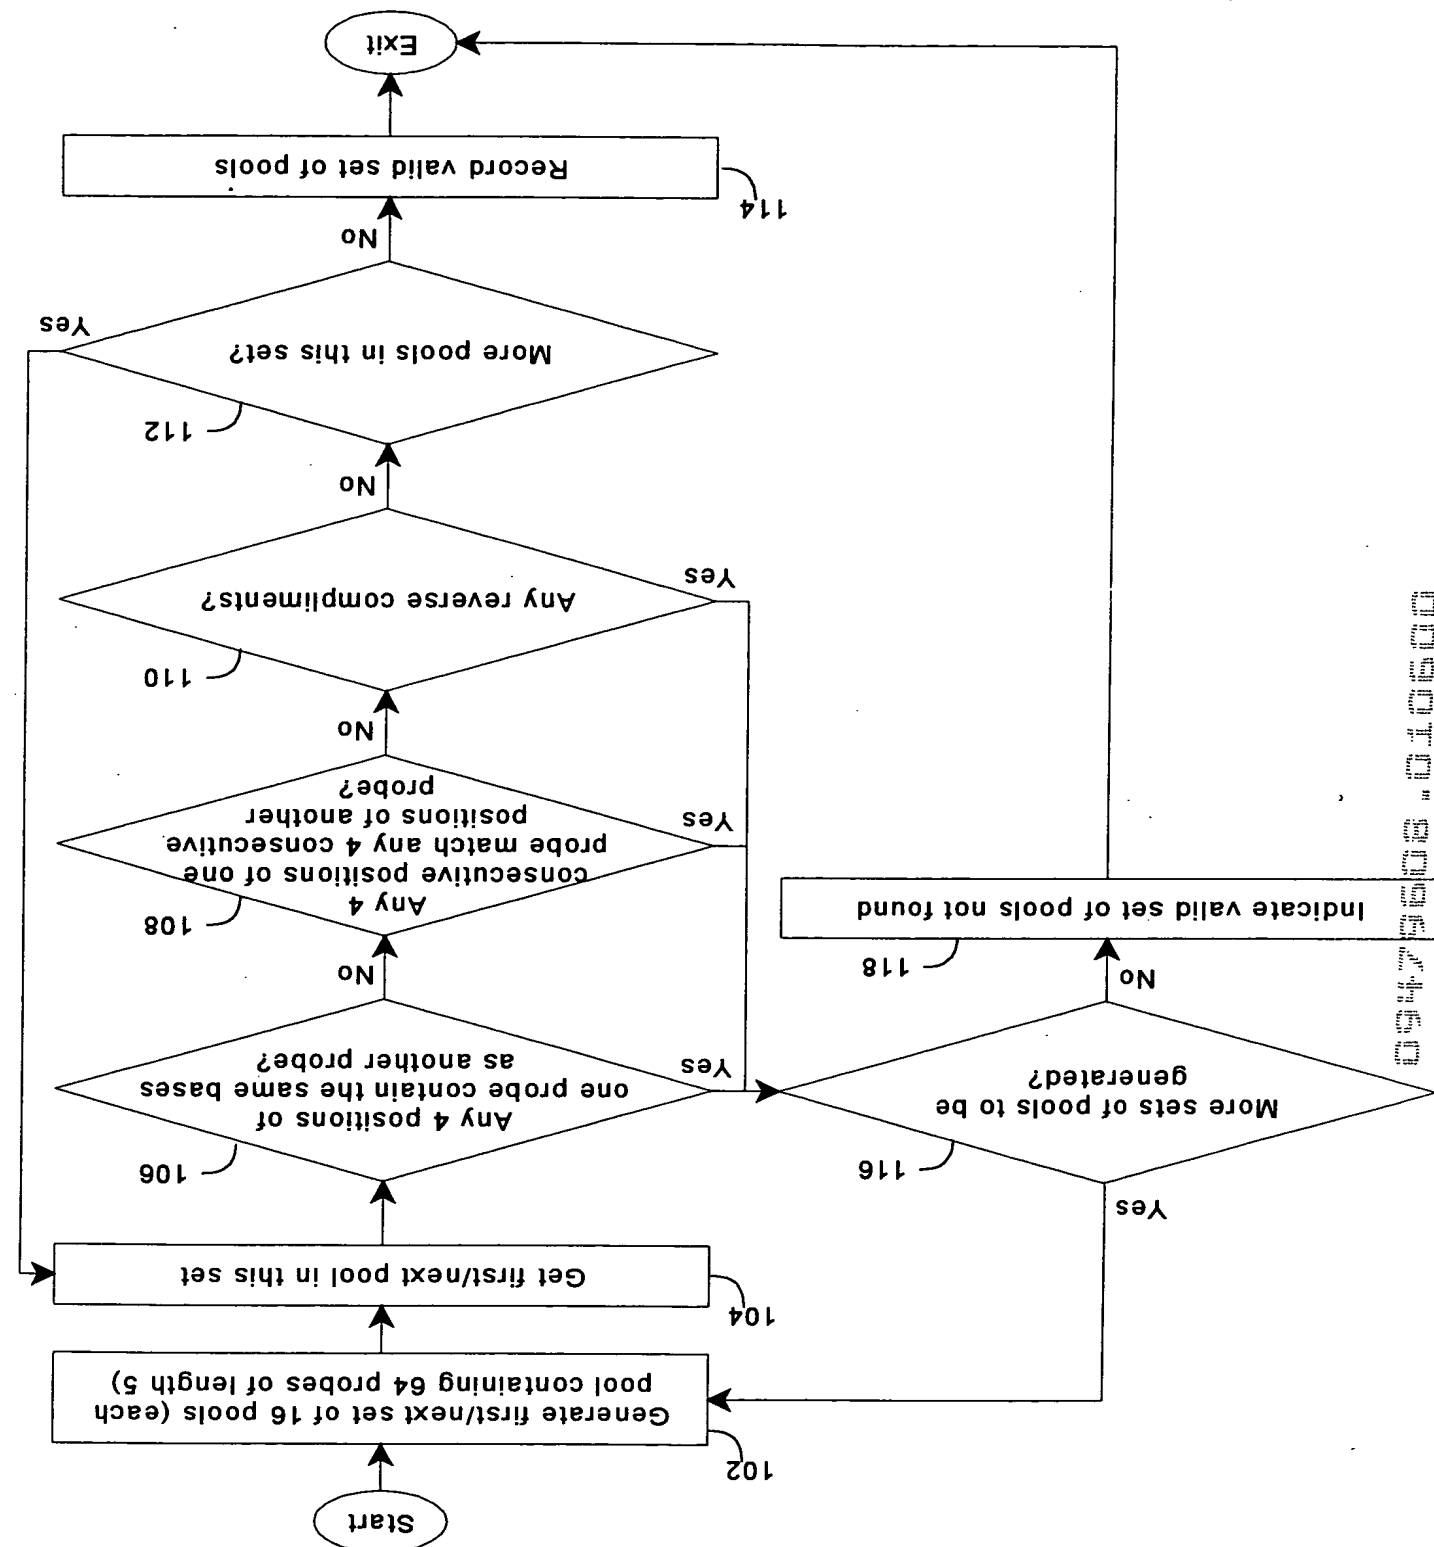 Start
102
Generate first/next set of 16 pools (each
pool containing 64 probes of length 5)
104
Get first/next pool in this set
106
Any 4 positions of
one probe contain the same bases
as another probe?
Yes
No
108
Any 4
consecutive positions of one
probe match any 4 consecutive
positions of another
probe?
Yes
No
110
Any reverse compliments?
Yes
No
112
More pools in this set?
Yes
No
114
Record valid set of pools
Exit
Yes
116
More sets of pools to be
generated?
No
118
Indicate valid set of pools not found